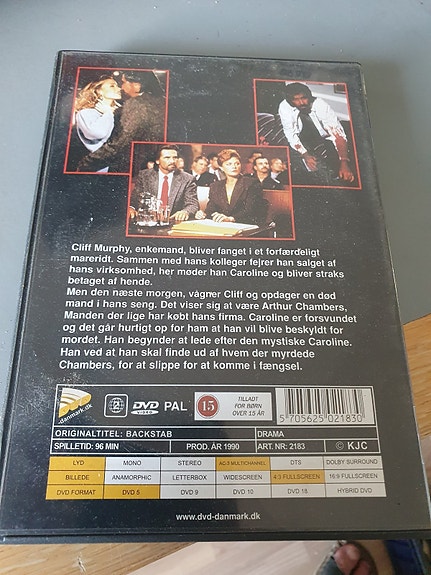 Cliff Murphy, enkemand, bliver fanget i et forfærdeligt
mareridt. Sammen med hans kolleger fejrer han salget af
hans virksomhed, her møder han Caroline og bliver straks
betaget af hende.
Men den næste morgen, vågner Cliff og opdager en død
mand i hans seng. Det viser sig at være Arthur Chambers,
Manden der lige har købt hans firma. Caroline er forsvundet
og det går hurtigt op for ham at han vil blive beskyldt for
mordet. Han begynder at lede efter den mystiske Caroline.
Han ved at han skal finde ud af hvem der myrdede
Chambers, for at slippe for at komme i fængsel.
danmark.dk
2
DVD VIDEO
PAL
15
TILLADT FOR BØRN OVER 15 ÅR
5 705625 021830
ORIGINALTITEL: BACKSTAB DRAMA
SPILLETID: 96 MIN PROD. ÅR 1990 ART. NR: 2183 © KJC
LYD MONO STEREO AC-3 MULTICHANNEL DTS DOLBY SURROUND
BILLEDE ANAMORPHIC LETTERBOX WIDESCREEN 4:3 FULLSCREEN 16:9 FULLSCREEN
DVD FORMAT DVD 5 DVD 9 DVD 10 DVD 18 HYBRID DVD
www.dvd-danmark.dk